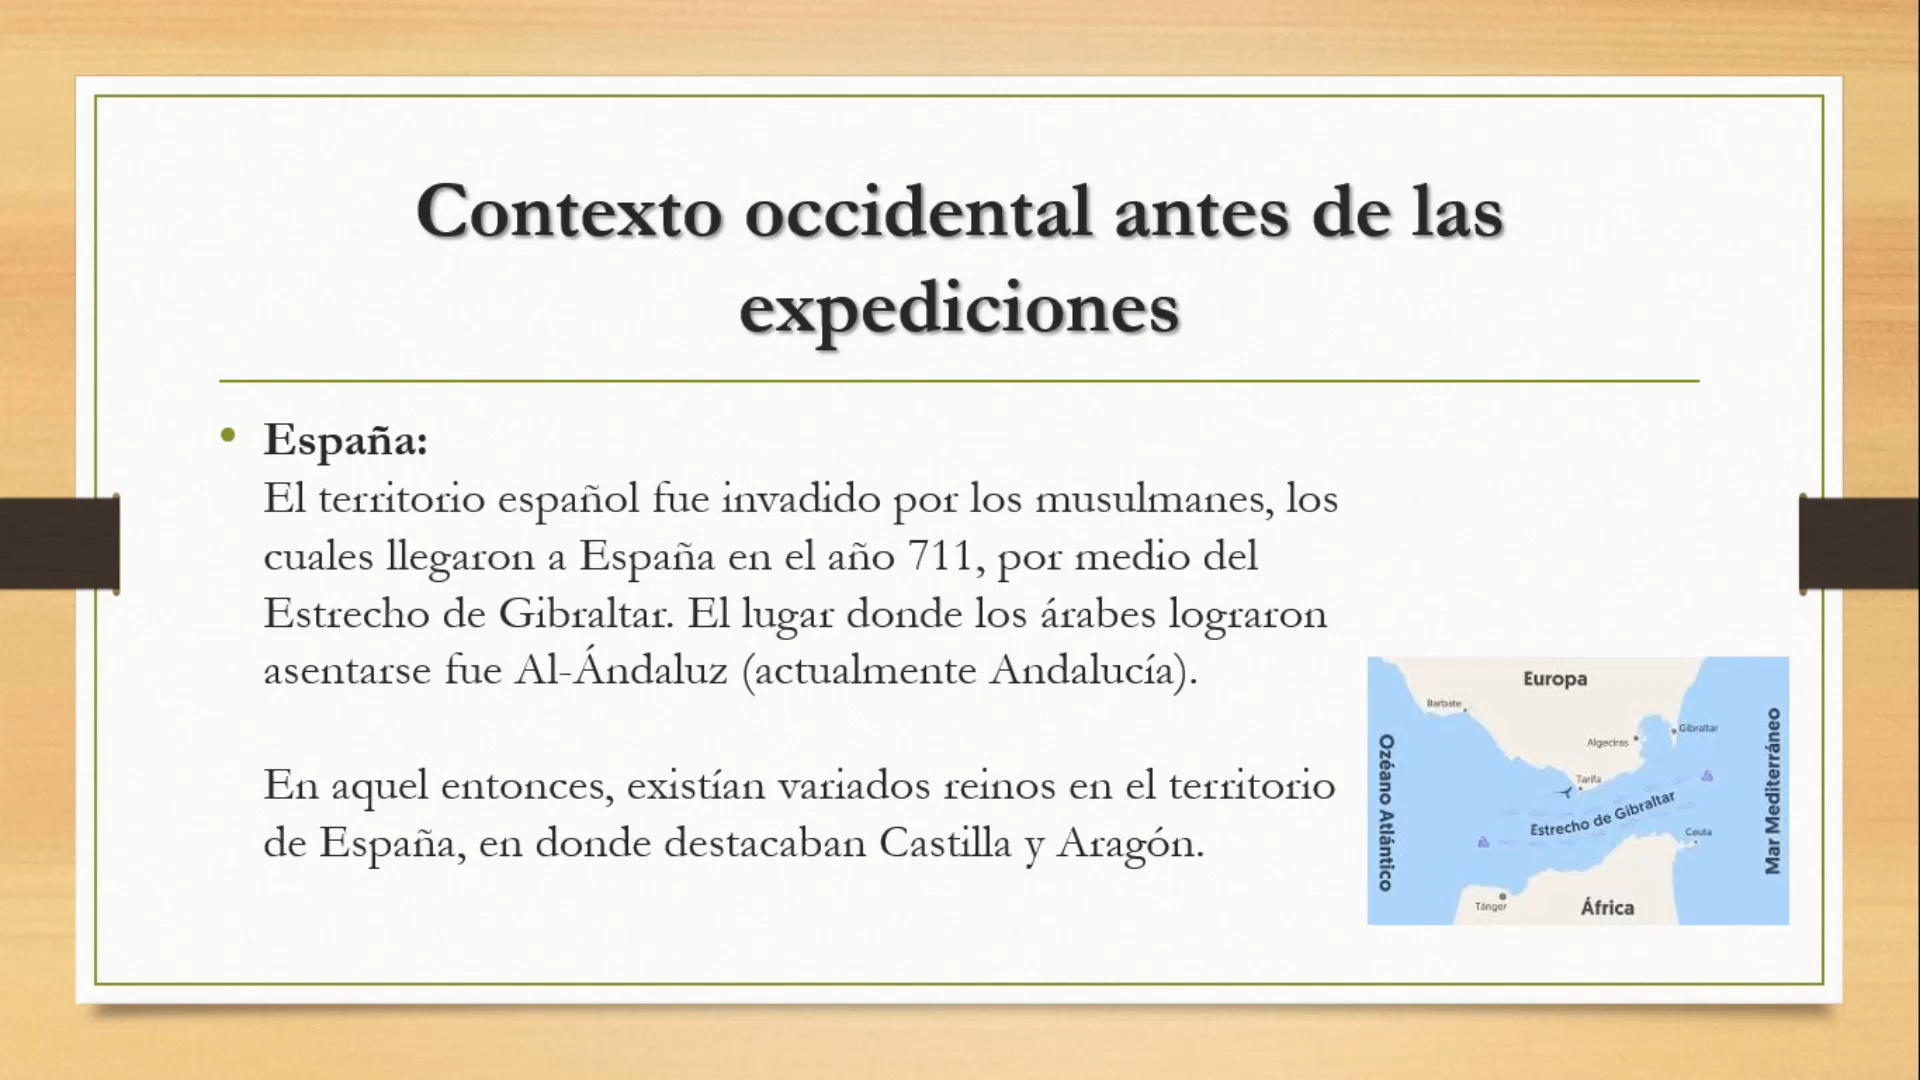 Contexto occidental antes de las
expediciones
España:
El territorio español fue invadido por los musulmanes, los
cuales llegaron a España en el año 711, por medio del
Estrecho de Gibraltar. El lugar donde los árabes lograron
asentarse fue Al-Ándaluz (actualmente Andalucía).
En aquel entonces, existían variados reinos en el territorio
de España, en donde destacaban Castilla y Aragón.
Europa
Barbate
Gibraltar
Algeciras
Tarifa
Estrecho de Gibraltar
Ceuta
Tánger
África
Ozéano Atlántico
Mar Mediterráneo